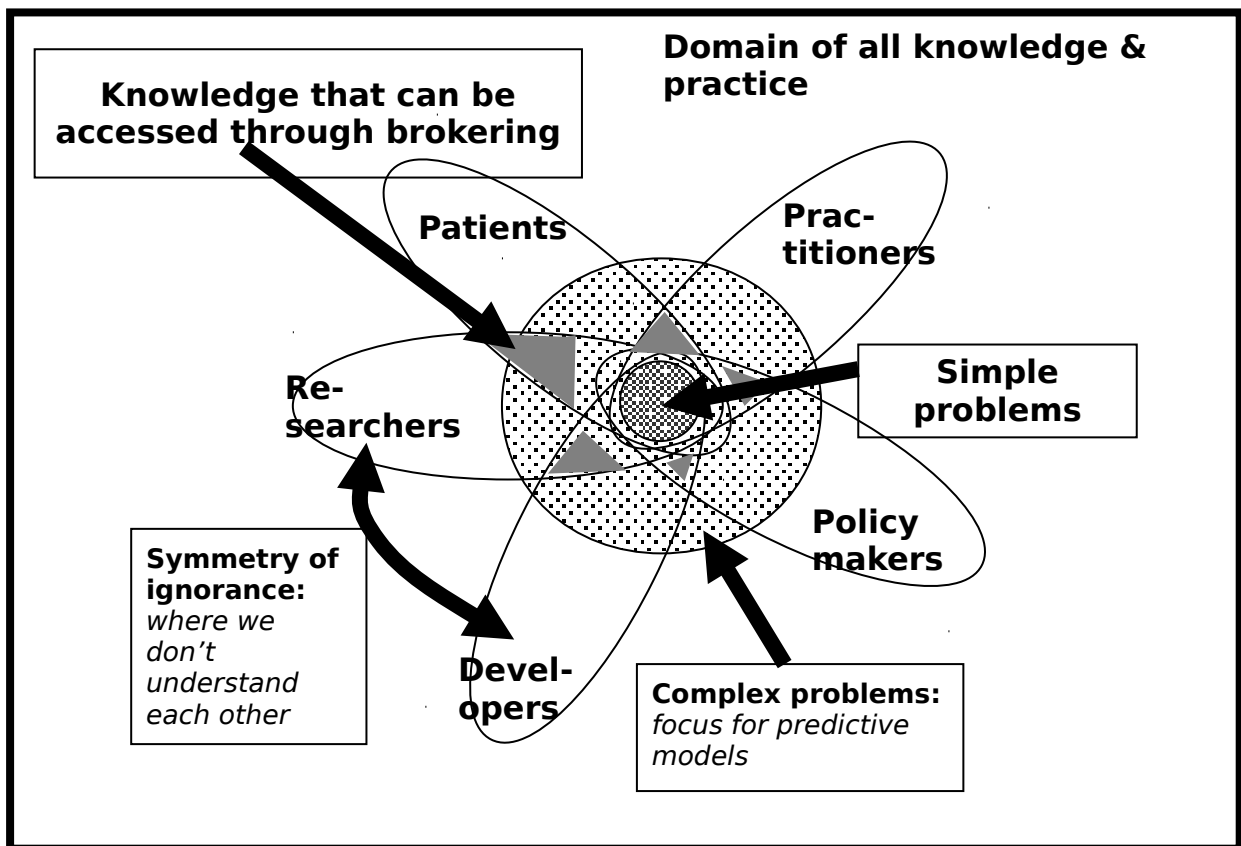 Domain of all knowledge &
practice
Knowledge that can be
accessed through brokering
Patients
Prac-
titioners
Re-
searchers
Simple
problems
Policy
makers
Symmetry of
ignorance:
where we
don’t
understand
each other
Devel-
opers
Complex problems:
focus for predictive
models